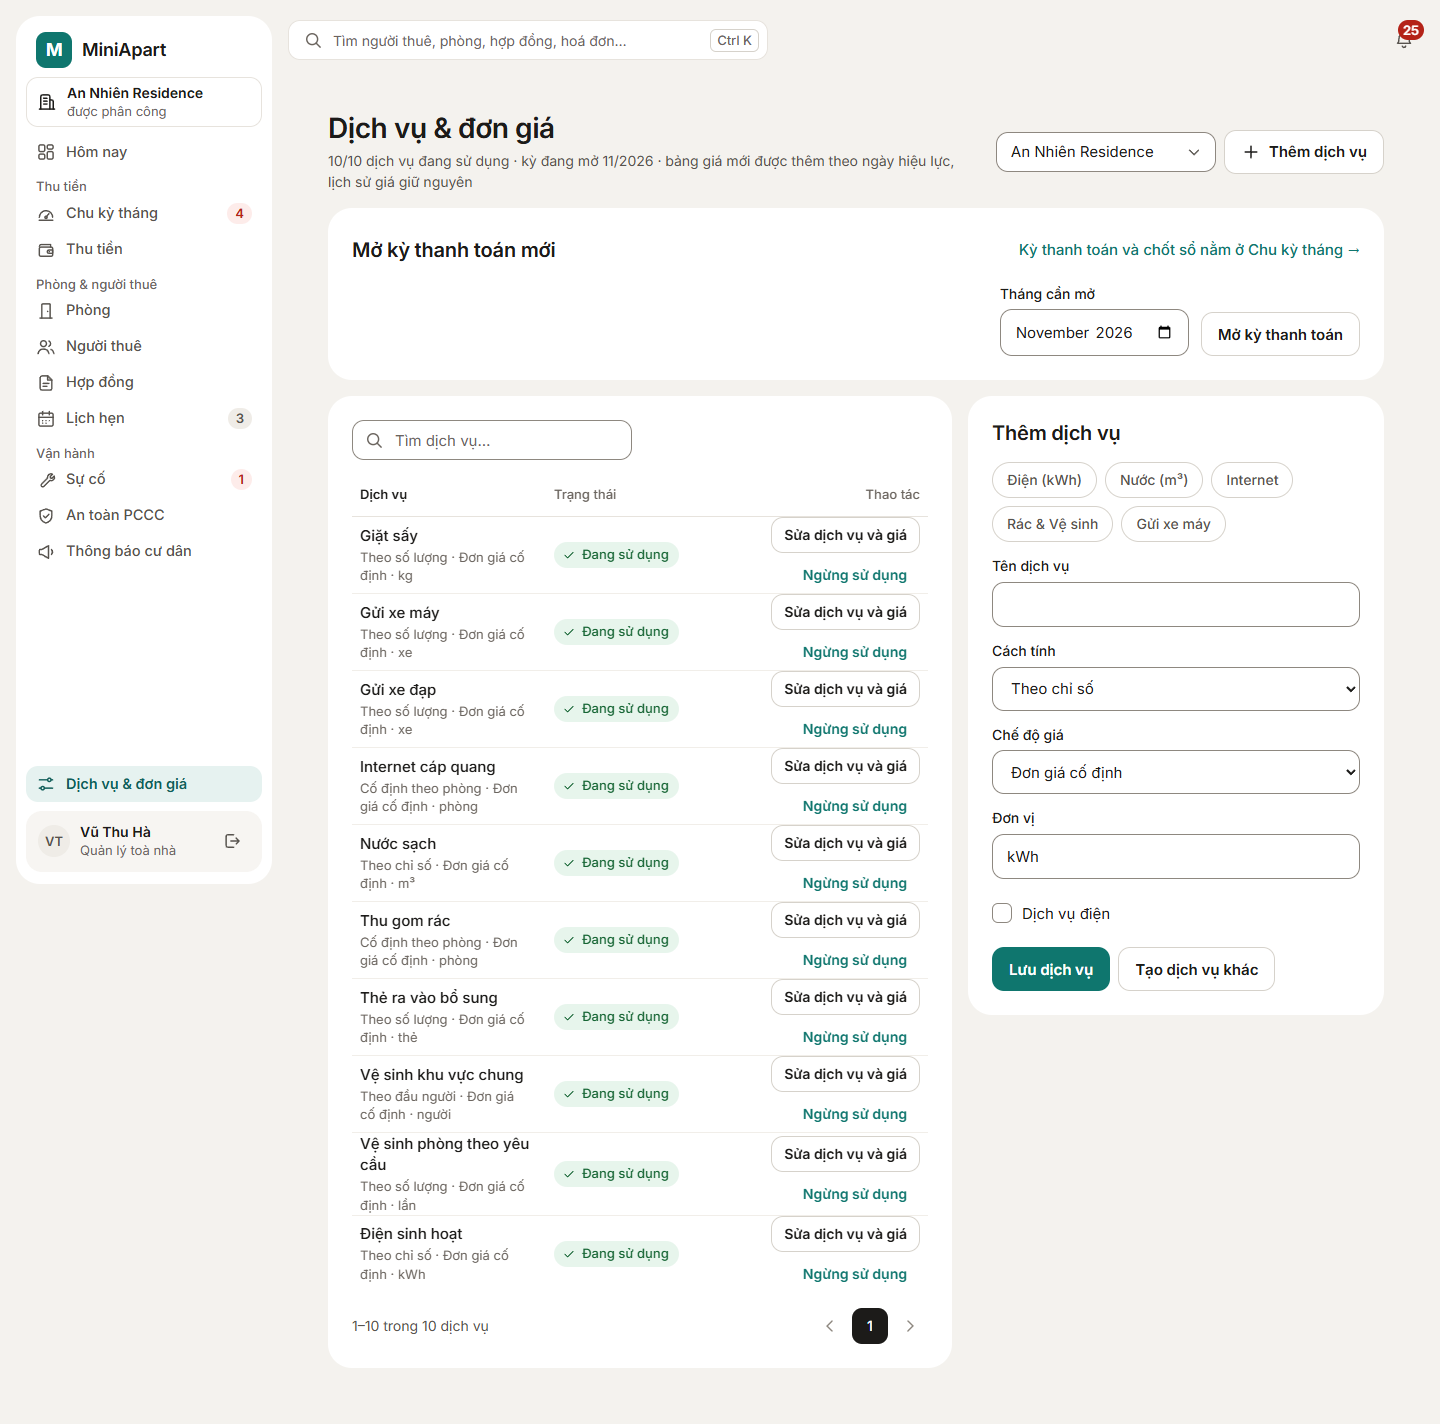 M MiniApart
An Nhiên Residence
được phân công
Hôm nay
Thu tiền
Chu kỳ tháng 4
Thu tiền
Phòng & người thuê
Phòng
Người thuê
Hợp đồng
Lịch hẹn 3
Vận hành
Sự cố 1
An toàn PCCC
Thông báo cư dân
Dịch vụ & đơn giá
VT Vũ Thu Hà
Quản lý toà nhà
Tìm người thuê, phòng, hợp đồng, hoá đơn... Ctrl K
25
Dịch vụ & đơn giá
10/10 dịch vụ đang sử dụng · kỳ đang mở 11/2026 · bảng giá mới được thêm theo ngày hiệu lực,
lịch sử giá giữ nguyên
An Nhiên Residence
Thêm dịch vụ
Mở kỳ thanh toán mới
Kỳ thanh toán và chốt sổ nằm ở Chu kỳ tháng →
Tháng cần mở
November 2026
Mở kỳ thanh toán
Tìm dịch vụ...
Dịch vụ Trạng thái Thao tác
Giặt sấy
Theo số lượng · Đơn giá cố
định · kg
Đang sử dụng
Sửa dịch vụ và giá
Ngừng sử dụng
Gửi xe máy
Theo số lượng · Đơn giá cố
định · xe
Đang sử dụng
Sửa dịch vụ và giá
Ngừng sử dụng
Gửi xe đạp
Theo số lượng · Đơn giá cố
định · xe
Đang sử dụng
Sửa dịch vụ và giá
Ngừng sử dụng
Internet cáp quang
Cố định theo phòng · Đơn
giá cố định · phòng
Đang sử dụng
Sửa dịch vụ và giá
Ngừng sử dụng
Nước sạch
Theo chỉ số · Đơn giá cố
định · m³
Đang sử dụng
Sửa dịch vụ và giá
Ngừng sử dụng
Thu gom rác
Cố định theo phòng · Đơn
giá cố định · phòng
Đang sử dụng
Sửa dịch vụ và giá
Ngừng sử dụng
Thẻ ra vào bổ sung
Theo số lượng · Đơn giá cố
định · thẻ
Đang sử dụng
Sửa dịch vụ và giá
Ngừng sử dụng
Vệ sinh khu vực chung
Theo đầu người · Đơn giá
cố định · người
Đang sử dụng
Sửa dịch vụ và giá
Ngừng sử dụng
Vệ sinh phòng theo yêu
cầu
Theo số lượng · Đơn giá cố
định · lần
Đang sử dụng
Sửa dịch vụ và giá
Ngừng sử dụng
Điện sinh hoạt
Theo chỉ số · Đơn giá cố
định · kWh
Đang sử dụng
Sửa dịch vụ và giá
Ngừng sử dụng
1–10 trong 10 dịch vụ
1
Thêm dịch vụ
Điện (kWh) Nước (m³) Internet
Rác & Vệ sinh Gửi xe máy
Tên dịch vụ
Cách tính
Theo chỉ số
Chế độ giá
Đơn giá cố định
Đơn vị
kWh
Dịch vụ điện
Lưu dịch vụ Tạo dịch vụ khác